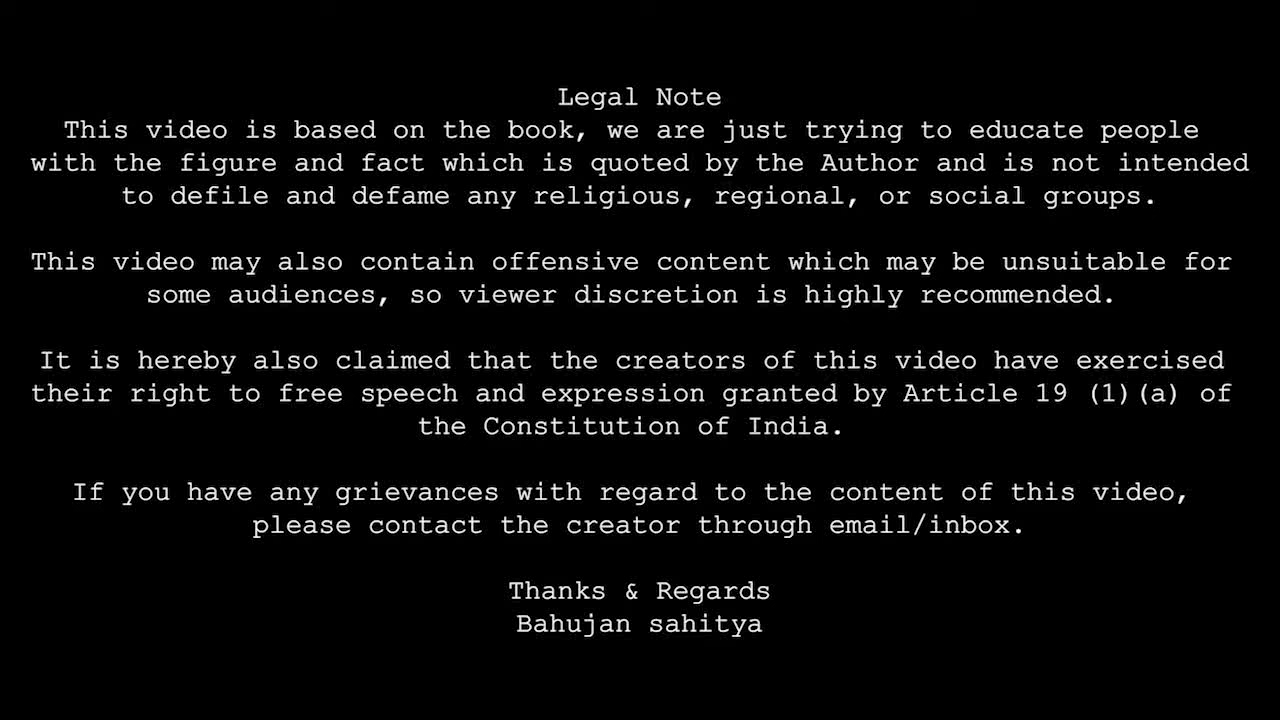 Legal Note
This video is based on the book, we are just trying to educate people
with the figure and fact which is quoted by the Author and is not intended
to defile and defame any religious, regional, or social groups.
This video may also contain offensive content which may be unsuitable for
some audiences, so viewer discretion is highly recommended.
It is hereby also claimed that the creators of this video have exercised
their right to free speech and expression granted by Article 19 (1)(a) of
the Constitution of India.
If you have any grievances with regard to the content of this video,
please contact the creator through email/inbox.
Thanks & Regards
Bahujan sahitya